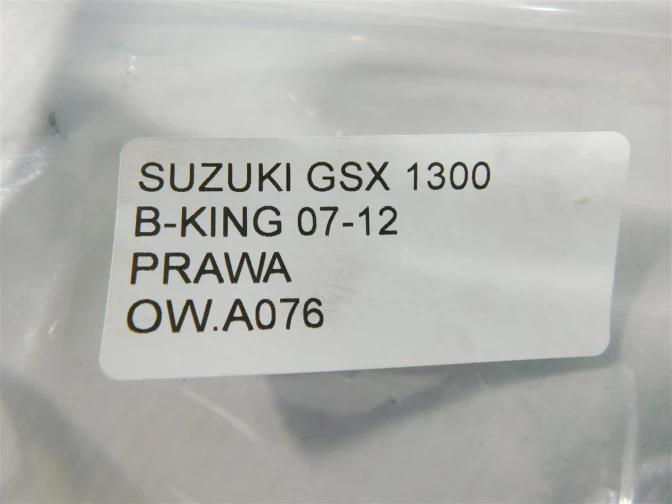 SUZUKI GSX 1300
B-KING 07-12
PRAWA
OW.A076